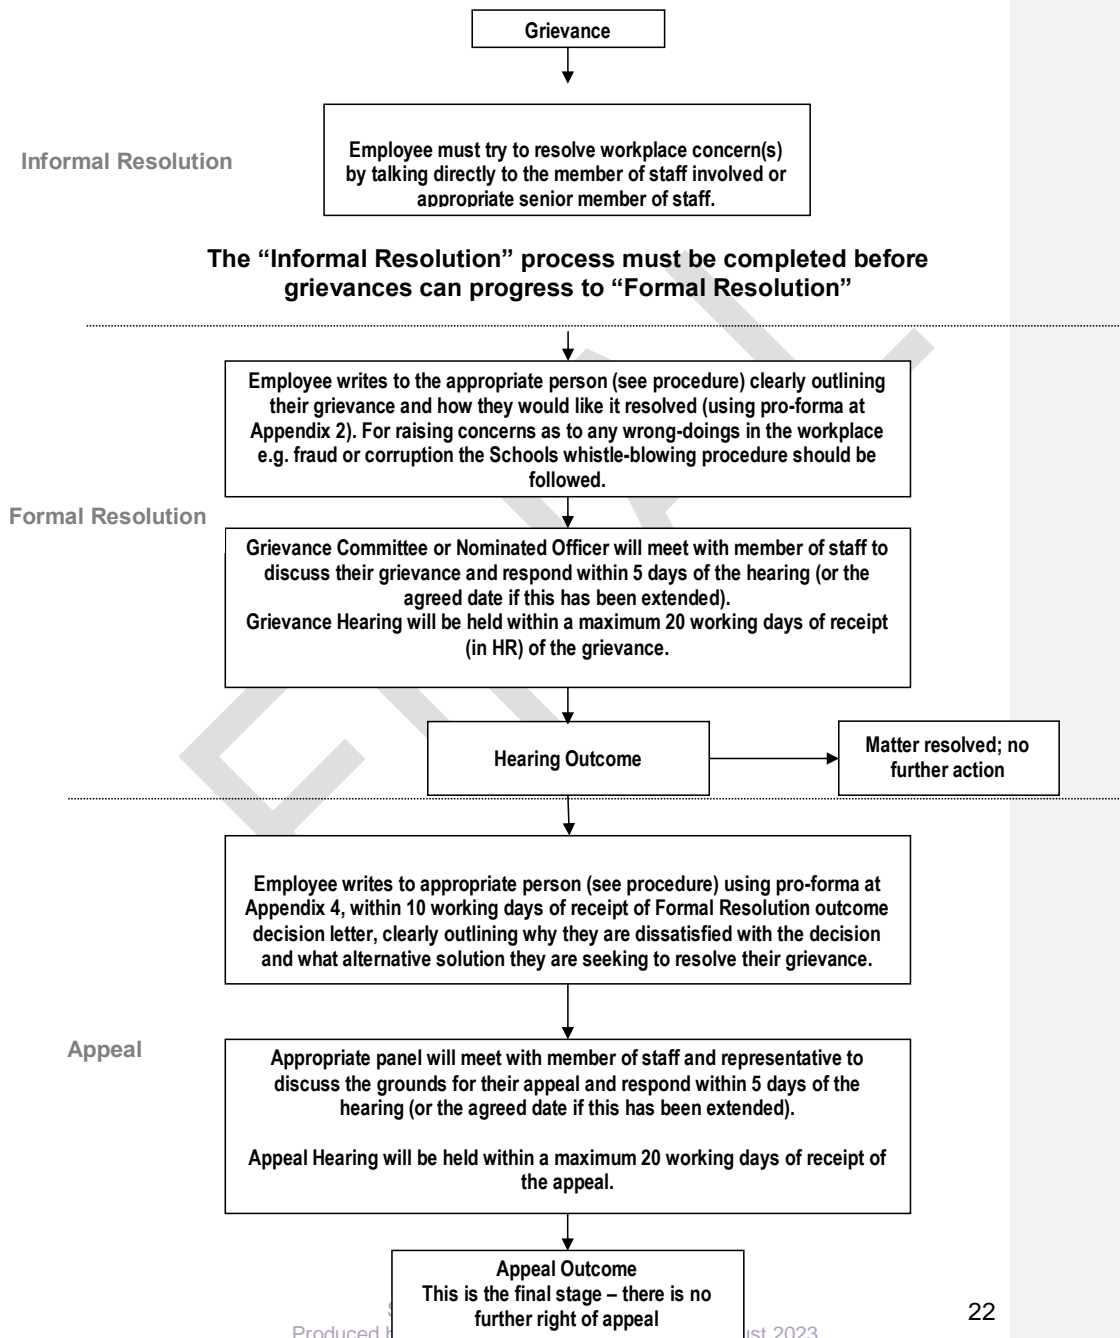 Grievance
Informal Resolution
Employee must try to resolve workplace concern(s)
by talking directly to the member of staff involved or
appropriate senior member of staff.
The “Informal Resolution” process must be completed before
grievances can progress to “Formal Resolution”
Employee writes to the appropriate person (see procedure) clearly outlining
their grievance and how they would like it resolved (using pro-forma at
Appendix 2). For raising concerns as to any wrong-doings in the workplace
e.g. fraud or corruption the Schools whistle-blowing procedure should be
followed.
Formal Resolution
Grievance Committee or Nominated Officer will meet with member of staff to
discuss their grievance and respond within 5 days of the hearing (or the
agreed date if this has been extended).
Grievance Hearing will be held within a maximum 20 working days of receipt
(in HR) of the grievance.
Hearing Outcome
Matter resolved; no
further action
Employee writes to appropriate person (see procedure) using pro-forma at
Appendix 4, within 10 working days of receipt of Formal Resolution outcome
decision letter, clearly outlining why they are dissatisfied with the decision
and what alternative solution they are seeking to resolve their grievance.
Appeal
Appropriate panel will meet with member of staff and representative to
discuss the grounds for their appeal and respond within 5 days of the
hearing (or the agreed date if this has been extended).
Appeal Hearing will be held within a maximum 20 working days of receipt of
the appeal.
Appeal Outcome
This is the final stage – there is no
further right of appeal
22
Produced 2023
FINAL